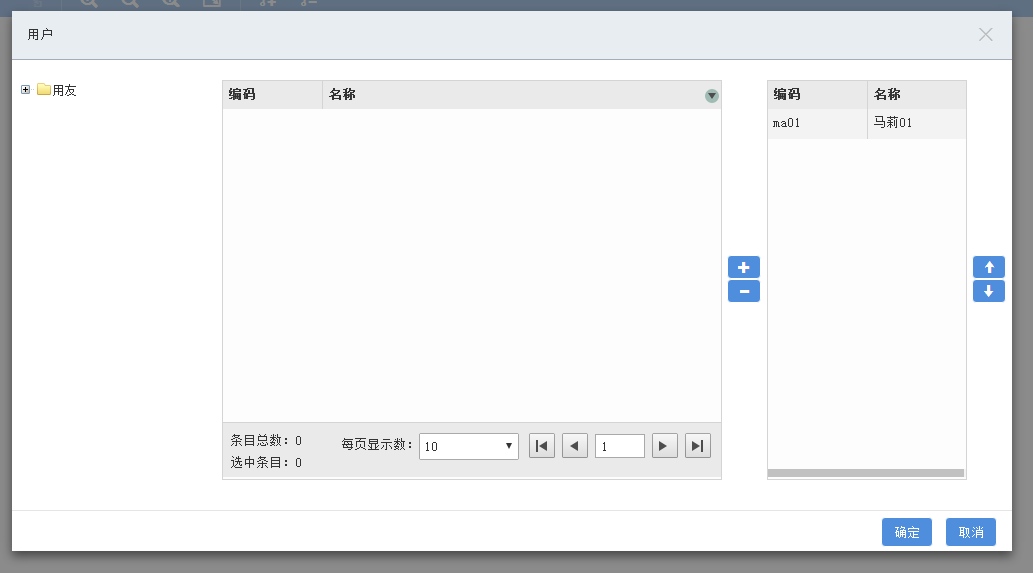 用户
用友
编码 名称
编码 名称
ma01 马莉01
条目总数: 0 每页显示数: 10 1
选中条目: 0
确定 取消